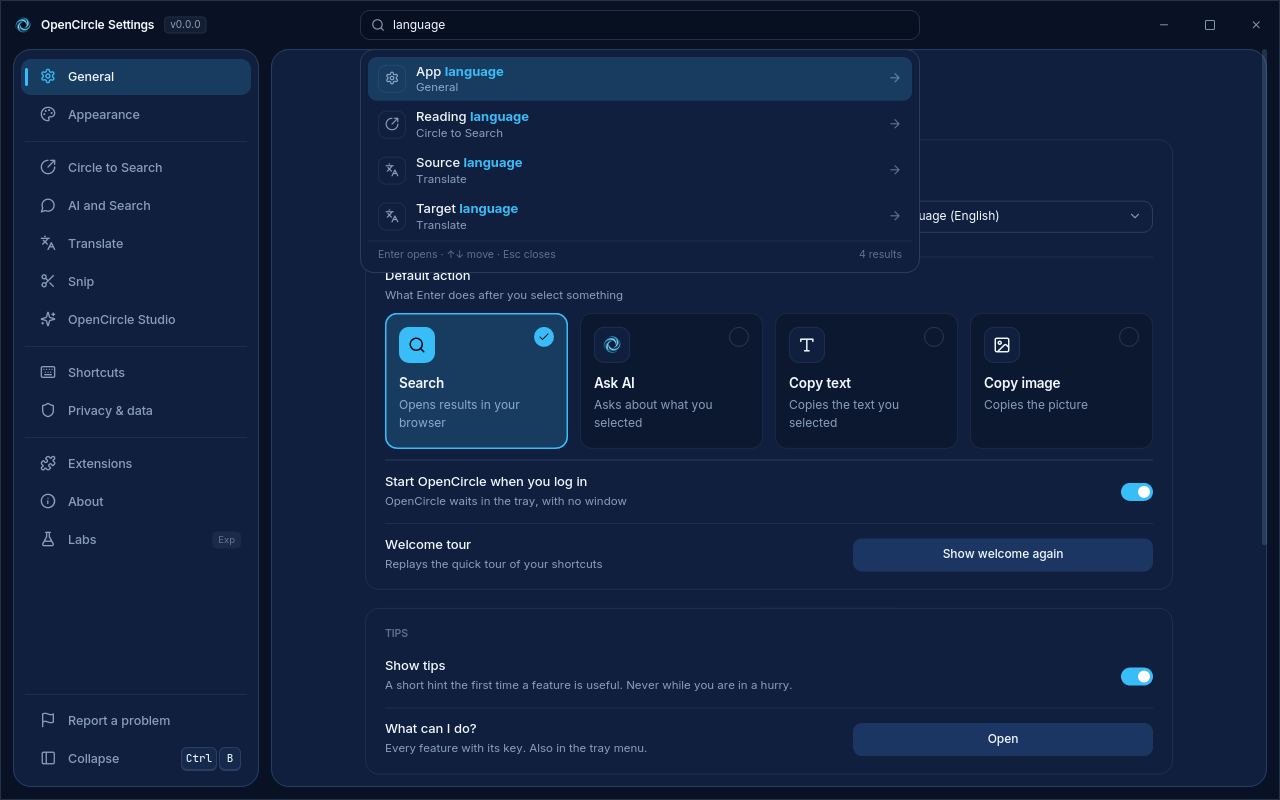 OpenCircle Settings v0.0.0
language
General
Appearance
Circle to Search
AI and Search
Translate
Snip
OpenCircle Studio
Shortcuts
Privacy & data
Extensions
About
Labs Exp
Report a problem
Collapse Ctrl B
App language
General
Reading language
Circle to Search
Source language
Translate
Target language
Translate
Enter opens · ↑↓ move · Esc closes 4 results
(English)
Default action
What Enter does after you select something
Search
Opens results in your
browser
Ask AI
Asks about what you
selected
Copy text
Copies the text you
selected
Copy image
Copies the picture
Start OpenCircle when you log in
OpenCircle waits in the tray, with no window
Welcome tour
Replays the quick tour of your shortcuts
Show welcome again
TIPS
Show tips
A short hint the first time a feature is useful. Never while you are in a hurry.
What can I do?
Every feature with its key. Also in the tray menu.
Open